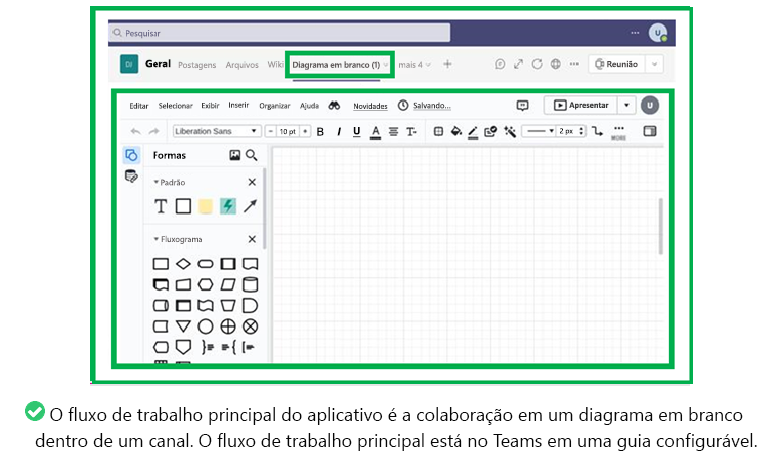 Pesquisar
U
DI Geral Postagens Arquivos Wiki Diagrama em branco (1) mais 4 Reunião
Editar Selecionar Exibir Inserir Organizar Ajuda Novidades Salvando... Apresentar U
Liberation Sans 10 pt B I U A T 2 px MORE
Formas
Padrão
T
Fluxograma
O fluxo de trabalho principal do aplicativo é a colaboração em um diagrama em branco
dentro de um canal. O fluxo de trabalho principal está no Teams em uma guia configurável.